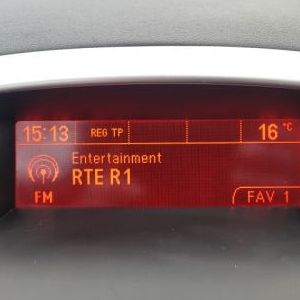 15:13 REG TP 16 °C
Entertainment
RTE R1
FM FAV 1